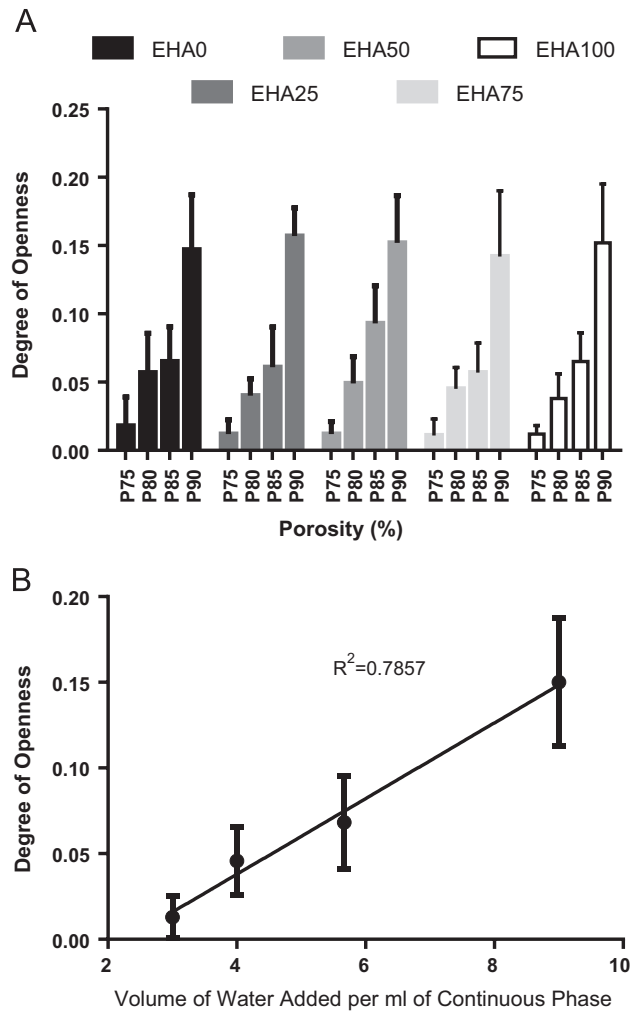 A
EHA0 EHA50 EHA100
EHA25 EHA75
0.25
0.20
0.15
0.10
0.05
0.00
Degree of Openness
P75 P80 P85 P90 P75 P80 P85 P90 P75 P80 P85 P90 P75 P80 P85 P90 P75 P80 P85 P90
Porosity (%)
B
0.20
0.15
0.10
0.05
0.00
Degree of Openness
R²=0.7857
2 4 6 8 10
Volume of Water Added per ml of Continuous Phase